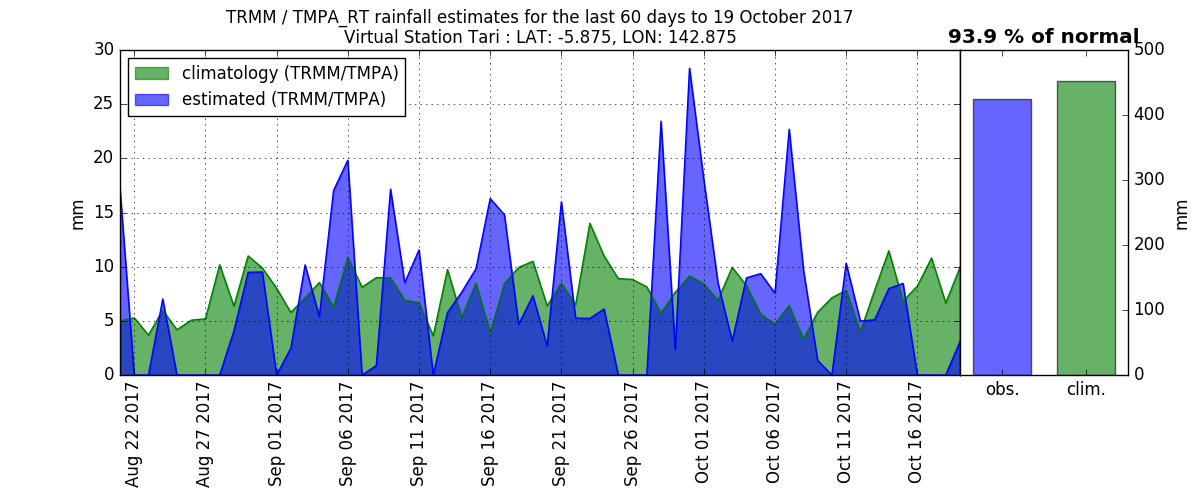 TRMM / TMPA_RT rainfall estimates for the last 60 days to 19 October 2017
Virtual Station Tari : LAT: -5.875, LON: 142.875
93.9 % of normal
climatology (TRMM/TMPA)
estimated (TRMM/TMPA)
mm
30
25
20
15
10
5
0
Aug 22 2017
Aug 27 2017
Sep 01 2017
Sep 06 2017
Sep 11 2017
Sep 16 2017
Sep 21 2017
Sep 26 2017
Oct 01 2017
Oct 06 2017
Oct 11 2017
Oct 16 2017
obs.
clim.
500
400
300
200
100
0
mm